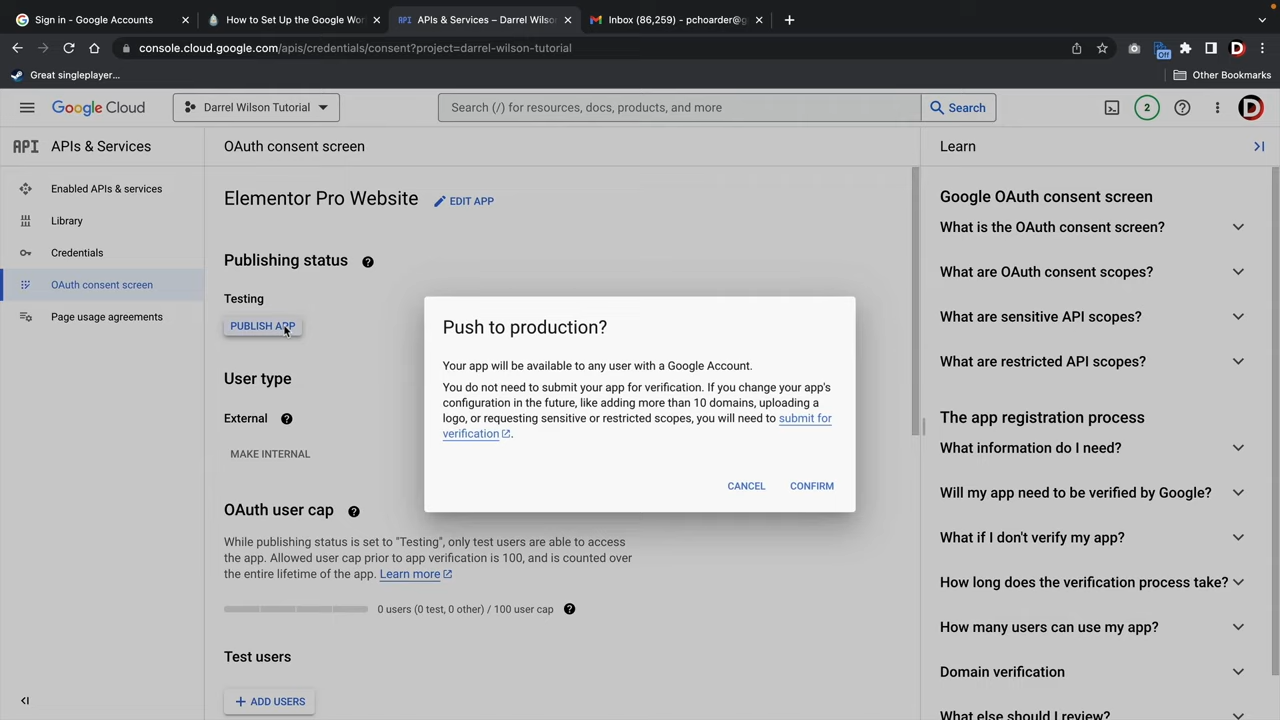 Sign in - Google Accounts
How to Set Up the Google Wor
API APIs & Services – Darrel Wilso
Inbox (86,259) - pchoarder@g
console.cloud.google.com/apis/credentials/consent?project=darrel-wilson-tutorial
Off
D
Great singleplayer...
Other Bookmarks
Google Cloud
Darrel Wilson Tutorial
Search (/) for resources, docs, products, and more
Search
2
D
API APIs & Services
OAuth consent screen
Learn
Enabled APIs & services
Library
Credentials
OAuth consent screen
Page usage agreements
Elementor Pro Website
EDIT APP
Publishing status
Testing
PUBLISH APP
User type
External
MAKE INTERNAL
OAuth user cap
While publishing status is set to "Testing", only test users are able to access
the app. Allowed user cap prior to app verification is 100, and is counted over
the entire lifetime of the app. Learn more
0 users (0 test, 0 other) / 100 user cap
Test users
+ ADD USERS
Push to production?
Your app will be available to any user with a Google Account.
You do not need to submit your app for verification. If you change your app's
configuration in the future, like adding more than 10 domains, uploading a
logo, or requesting sensitive or restricted scopes, you will need to submit for
verification.
CANCEL
CONFIRM
Google OAuth consent screen
What is the OAuth consent screen?
What are OAuth consent scopes?
What are sensitive API scopes?
What are restricted API scopes?
The app registration process
What information do I need?
Will my app need to be verified by Google?
What if I don't verify my app?
How long does the verification process take?
How many users can use my app?
Domain verification
What else should I review?